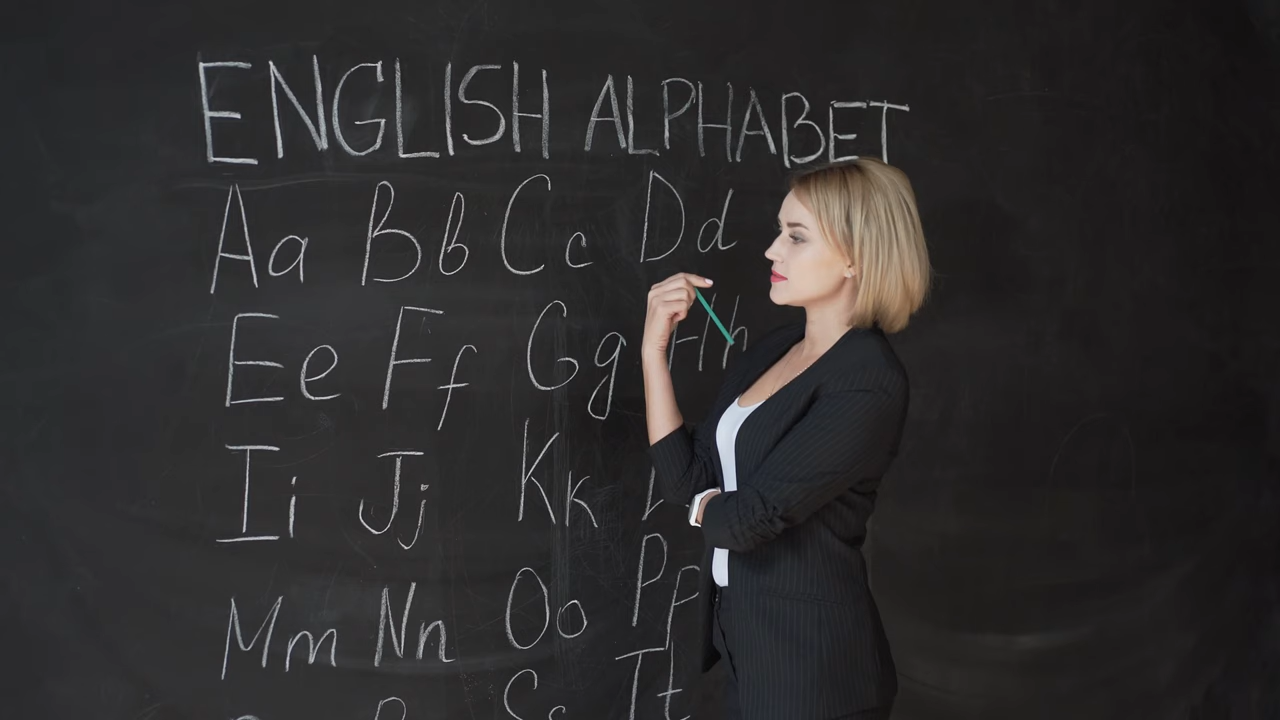 ENGLISH ALPHABET
Aa Bb Cc Dd
Ee Ff Gg Hh
Ii Jj Kk
Mm Nn Oo Pp
Ss Tt